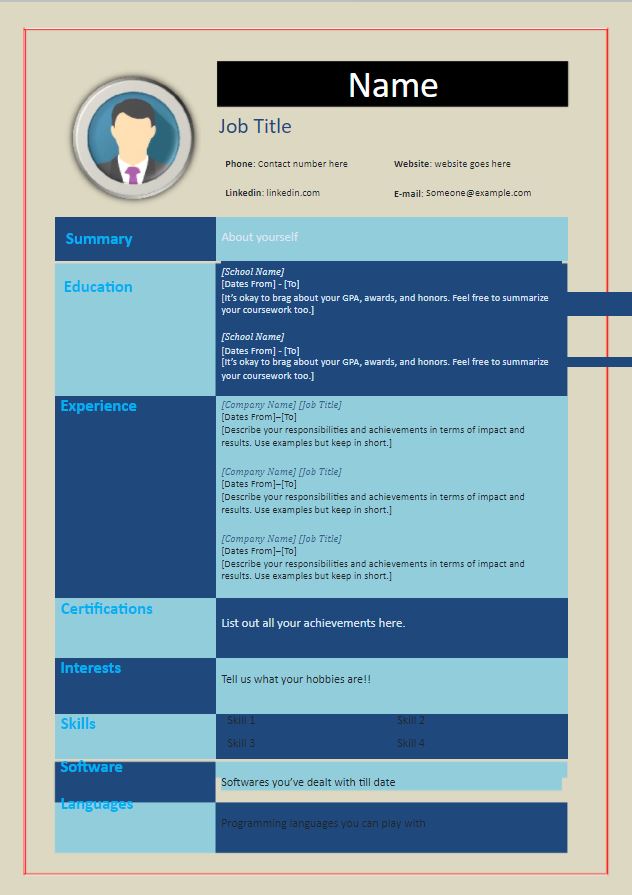 Name
Job Title
Phone: Contact number here
Website: website goes here
Linkedin: linkedin.com
E-mail: Someone@example.com
Summary
About yourself
Education
[School Name]
[Dates From] - [To]
[It's okay to brag about your GPA, awards, and honors. Feel free to summarize
your coursework too.]
[School Name]
[Dates From] - [To]
[It's okay to brag about your GPA, awards, and honors. Feel free to summarize
your coursework too.]
Experience
[Company Name] [Job Title]
[Dates From]–[To]
[Describe your responsibilities and achievements in terms of impact and
results. Use examples but keep in short.]
[Company Name] [Job Title]
[Dates From]–[To]
[Describe your responsibilities and achievements in terms of impact and
results. Use examples but keep in short.]
[Company Name] [Job Title]
[Dates From]–[To]
[Describe your responsibilities and achievements in terms of impact and
results. Use examples but keep in short.]
Certifications
List out all your achievements here.
Interests
Tell us what your hobbies are!!
Skills
Skill 1
Skill 2
Skill 3
Skill 4
Software
Softwares you've dealt with till date
Languages
Programming languages you can play with